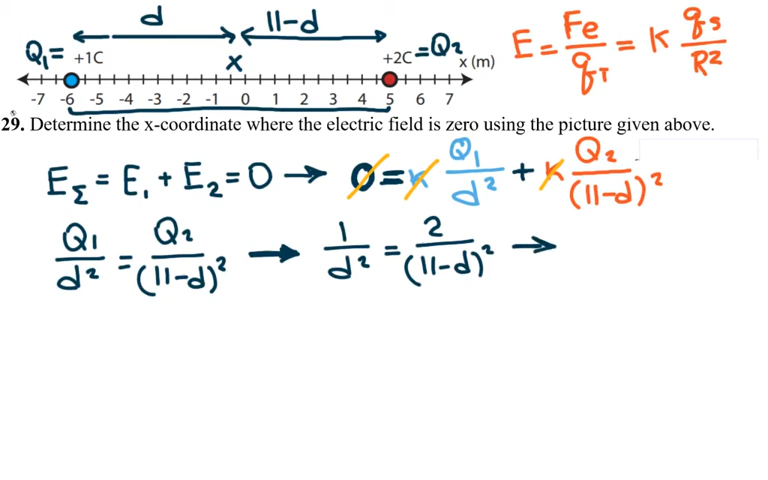 d 11-d
E = Fe/qT = K qs/R²
Q₁ = +1C x +2C = Q₂ x (m)
-7 -6 -5 -4 -3 -2 -1 0 1 2 3 4 5 6 7
29. Determine the x-coordinate where the electric field is zero using the picture given above.
E_Σ = E₁ + E₂ = 0 → 0 = K Q₁/d² + K Q₂/(11-d)²
Q₁/d² = Q₂/(11-d)² → 1/d² = 2/(11-d)² →